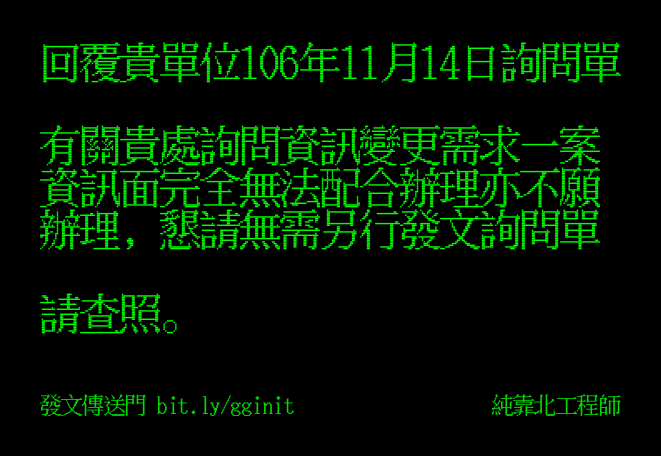 回覆貴單位106年11月14日詢問單
有關貴處詢問資訊變更需求一案
資訊面完全無法配合辦理亦不願
辦理，懇請無需另行發文詢問單
請查照。
發文傳送門 bit.ly/gginit
純靠北工程師